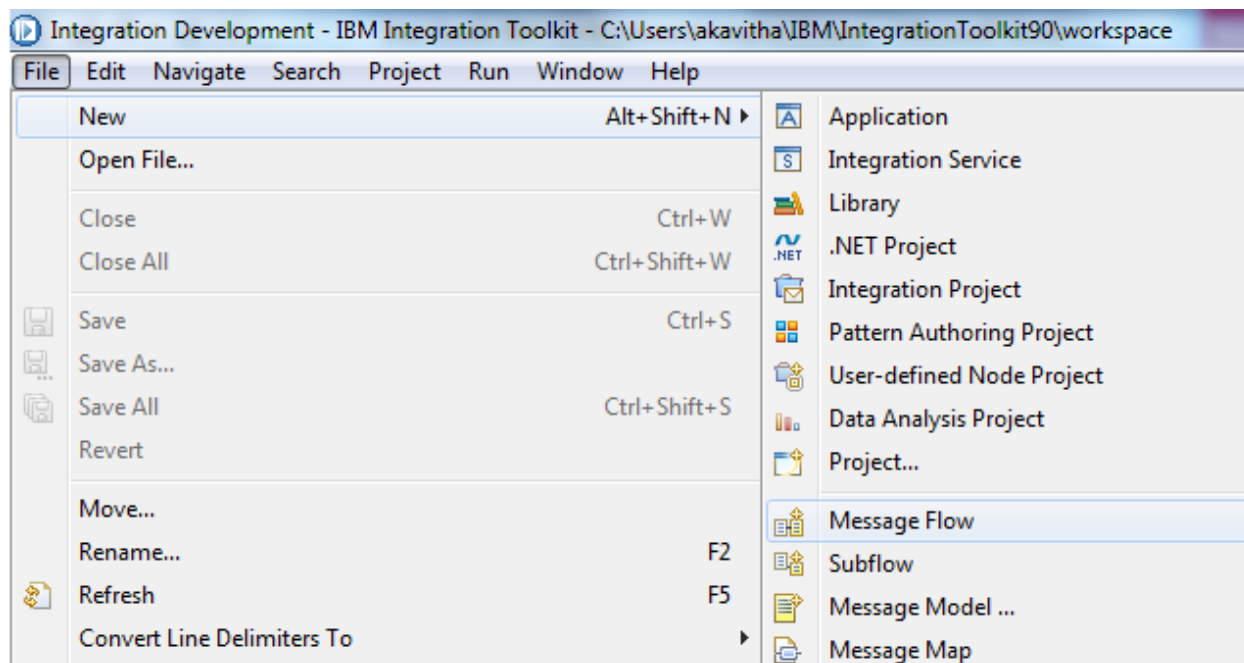 Integration Development - IBM Integration Toolkit - C:\Users\akavitha\IBM\IntegrationToolkit90\workspace
File Edit Navigate Search Project Run Window Help
New Alt+Shift+N
Open File...
Close Ctrl+W
Close All Ctrl+Shift+W
Save Ctrl+S
Save As...
Save All Ctrl+Shift+S
Revert
Move...
Rename... F2
Refresh F5
Convert Line Delimiters To
Application
Integration Service
Library
.NET .NET Project
Integration Project
Pattern Authoring Project
User-defined Node Project
Data Analysis Project
Project...
Message Flow
Subflow
Message Model ...
Message Map